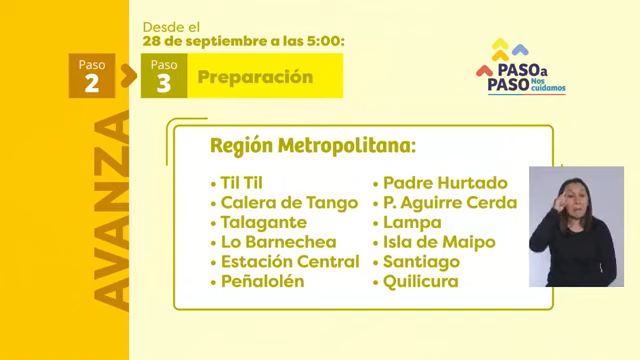 Desde el
28 de septiembre a las 5:00:
Paso
2
Paso
3
Preparación
PASO a
PASO Nos
cuidamos
AVANZA
Región Metropolitana:
• Til Til
• Calera de Tango
• Talagante
• Lo Barnechea
• Estación Central
• Peñalolén
• Padre Hurtado
• P. Aguirre Cerda
• Lampa
• Isla de Maipo
• Santiago
• Quilicura